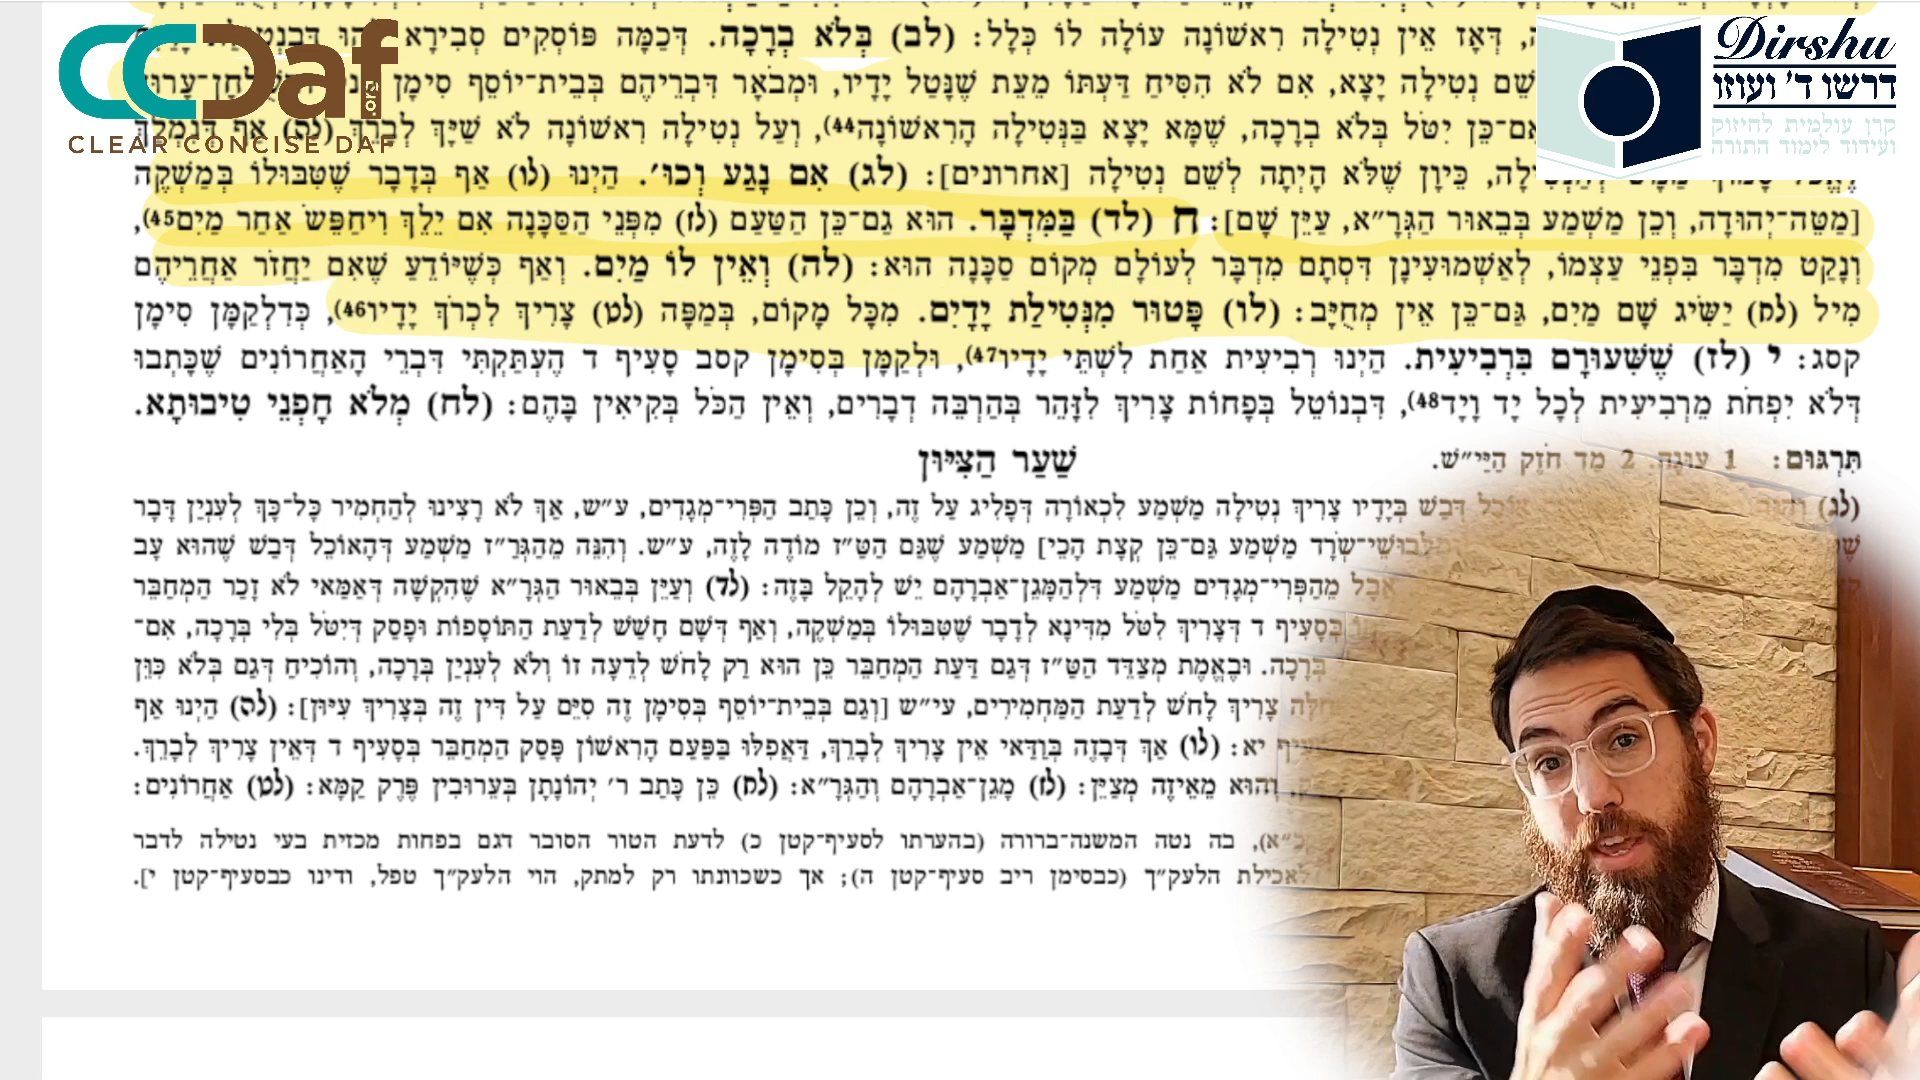 CCDaf.org
CLEAR CONCISE DAF
Dirshu
דרשו ד' ועוזו
קרן עולמית לחיזוק
ועידוד לימוד התורה
דְּאָז אֵין נְטִילָה רִאשׁוֹנָה עוֹלָה לוֹ כְּלָל: (לב) בְּלֹא בְרָכָה. דְּכַמָּה פּוֹסְקִים סְבִירָא
שֵׁם נְטִילָה יָצָא, אִם לֹא הִסִּיחַ דַּעְתּוֹ מֵעֵת שֶׁנָּטַל יָדָיו, וּמְבֹאָר דִּבְרֵיהֶם בְּבֵית־יוֹסֵף סִימָן
אִם־כֵּן יִטֹּל בְּלֹא בְרָכָה, שֶׁמָּא יָצָא בַּנְּטִילָה הָרִאשׁוֹנָה44), וְעַל נְטִילָה רִאשׁוֹנָה לֹא שַׁיָּךְ לְבָרֵךְ (לה) אַף דְּנִמְלַךְ
כֵּיוָן שֶׁלֹּא הָיְתָה לְשֵׁם נְטִילָה [אחרונים]: (לג) אִם נָגַע וְכוּ'. הַיְנוּ (לו) אַף בְּדָבָר שֶׁטִּבּוּלוֹ בְּמַשְׁקֶה
[מַטֵּה־יְהוּדָה, וְכֵן מַשְׁמַע בְּבֵאוּר הַגְּרָ"א, עַיֵּן שָׁם]: ח (לד) בַּמִּדְבָּר. הוּא גַם־כֵּן הַטַּעַם (לז) מִפְּנֵי הַסַּכָּנָה אִם יֵלֵךְ וִיחַפֵּשׂ אַחַר מַיִם45),
וְנָקַט מִדְבָּר בִּפְנֵי עַצְמוֹ, לְאַשְׁמוּעִינָן דִּסְתָם מִדְבָּר לְעוֹלָם מְקוֹם סַכָּנָה הוּא: (לה) וְאֵין לוֹ מַיִם. וְאַף כְּשֶׁיּוֹדֵעַ שֶׁאִם יַחֲזֹר אַחֲרֵיהֶם
מִיל (לח) יַשִּׂיג שָׁם מַיִם, גַּם־כֵּן אֵין מְחֻיָּב: (לו) פָּטוּר מִנְּטִילַת יָדַיִם. מִכָּל מָקוֹם, בְּמַפָּה (לט) צָרִיךְ לִכְרֹךְ יָדָיו46), כְּדִלְקַמָּן סִימָן
קסג: י (לז) שֶׁשִּׁעוּרָם בִּרְבִיעִית. הַיְנוּ רְבִיעִית אַחַת לִשְׁתֵּי יָדָיו47), וּלְקַמָּן בְּסִימָן קסב סָעִיף ד הֶעְתַּקְתִּי דִּבְרֵי הָאַחֲרוֹנִים שֶׁכָּתְבוּ
דְּלֹא יִפְחֹת מֵרְבִיעִית לְכָל יָד וָיָד48), דִּבְנוֹטֵל בְּפָחוֹת צָרִיךְ לִזָּהֵר בְּהַרְבֵּה דְבָרִים, וְאֵין הַכֹּל בְּקִיאִין בָּהֶם: (לח) מְלֹא חָפְנֵי טִיבוּתָא.
תִּרְגּוּם: 1 עוּגָה. 2 מֵד חֹזֶק הַיַּי"שׁ.
שַׁעַר הַצִּיּוּן
דְּבַשׁ בְּיָדָיו צָרִיךְ נְטִילָה מַשְׁמַע לִכְאוֹרָה דְּפָלִיג עַל זֶה, וְכֵן כָּתַב הַפְּרִי־מְגָדִים, ע"ש, אַךְ לֹא רָצִינוּ לְהַחְמִיר כָּל־כָּךְ לְעִנְיַן דָּבָר
מַשְׁמַע גַּם־כֵּן קְצָת הָכִי] מַשְׁמַע שֶׁגַּם הַטַּ"ז מוֹדֶה לָזֶה, ע"ש. וְהִנֵּה מֵהַגְּרַ"ז מַשְׁמַע דְּהָאוֹכֵל דְּבַשׁ שֶׁהוּא עָב
אֲבָל מֵהַפְּרִי־מְגָדִים מַשְׁמַע דִּלְהַמָּגֵן־אַבְרָהָם יֵשׁ לְהָקֵל בָּזֶה: (לד) וְעַיֵּן בְּבֵאוּר הַגְּרָ"א שֶׁהִקְשָׁה דְּאַמַּאי לֹא זָכַר הַמְחַבֵּר
בְּסָעִיף ד דְּצָרִיךְ לִטֹּל מִדִּינָא לְדָבָר שֶׁטִּבּוּלוֹ בְּמַשְׁקֶה, וְאַף דְּשָׁם חָשַׁשׁ לְדַעַת הַתּוֹסָפוֹת וּפָסַק דְּיִטֹּל בְּלִי בְרָכָה, אִם־
בְּרָכָה. וּבֶאֱמֶת מְצַדֵּד הַטַּ"ז דְּגַם דַּעַת הַמְחַבֵּר כֵּן הוּא רַק לָחֹשׁ לְדֵעָה זוֹ וְלֹא לְעִנְיַן בְּרָכָה, וְהוֹכִיחַ דְּגַם בְּלֹא כִוֵּן
צָרִיךְ לָחֹשׁ לְדַעַת הַמַּחְמִירִים, עי"ש [וְגַם בְּבֵית־יוֹסֵף בְּסִימָן זֶה סִיֵּם עַל דִּין זֶה בְּצָרִיךְ עִיּוּן]: (לה) הַיְנוּ אַף
יא: (לו) אַךְ דְּבָזֶה בְּוַדַּאי אֵין צָרִיךְ לְבָרֵךְ, דַּאֲפִלּוּ בַּפַּעַם הָרִאשׁוֹן פָּסַק הַמְחַבֵּר בְּסָעִיף ד דְּאֵין צָרִיךְ לְבָרֵךְ.
וְהוּא מֵאֵיזֶה מְצַיֵּן: (לז) מָגֵן־אַבְרָהָם וְהַגְּרָ"א: (לח) כֵּן כָּתַב ר' יְהוֹנָתָן בְּעֵרוּבִין פֶּרֶק קַמָּא: (לט) אַחֲרוֹנִים:
בה נטה המשנה־ברורה (בהערתו לסעיף־קטן כ) לדעת הטור הסובר דגם בפחות מכזית בעי נטילה לדבר
לאכילת הלעק"ך (כבסימן ריב סעיף־קטן ה); אך כשכוונתו רק למתק, הוי הלעק"ך טפל, ודינו כבסעיף־קטן י].